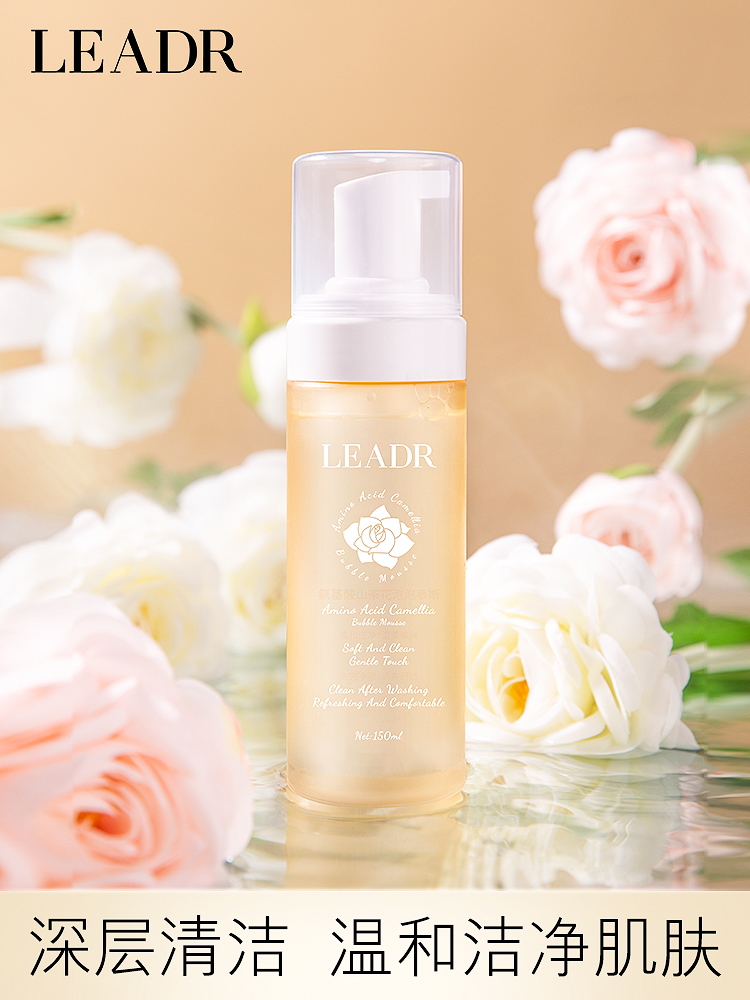 LEADR
LEADR
Amino Acid Camellia
Bubble Mousse
Amino Acid Camellia
Bubble Mousse
Soft And Clean
Gentle Touch
Clean After Washing
Refreshing And Comfortable
Net:150ml
深层清洁 温和洁净肌肤